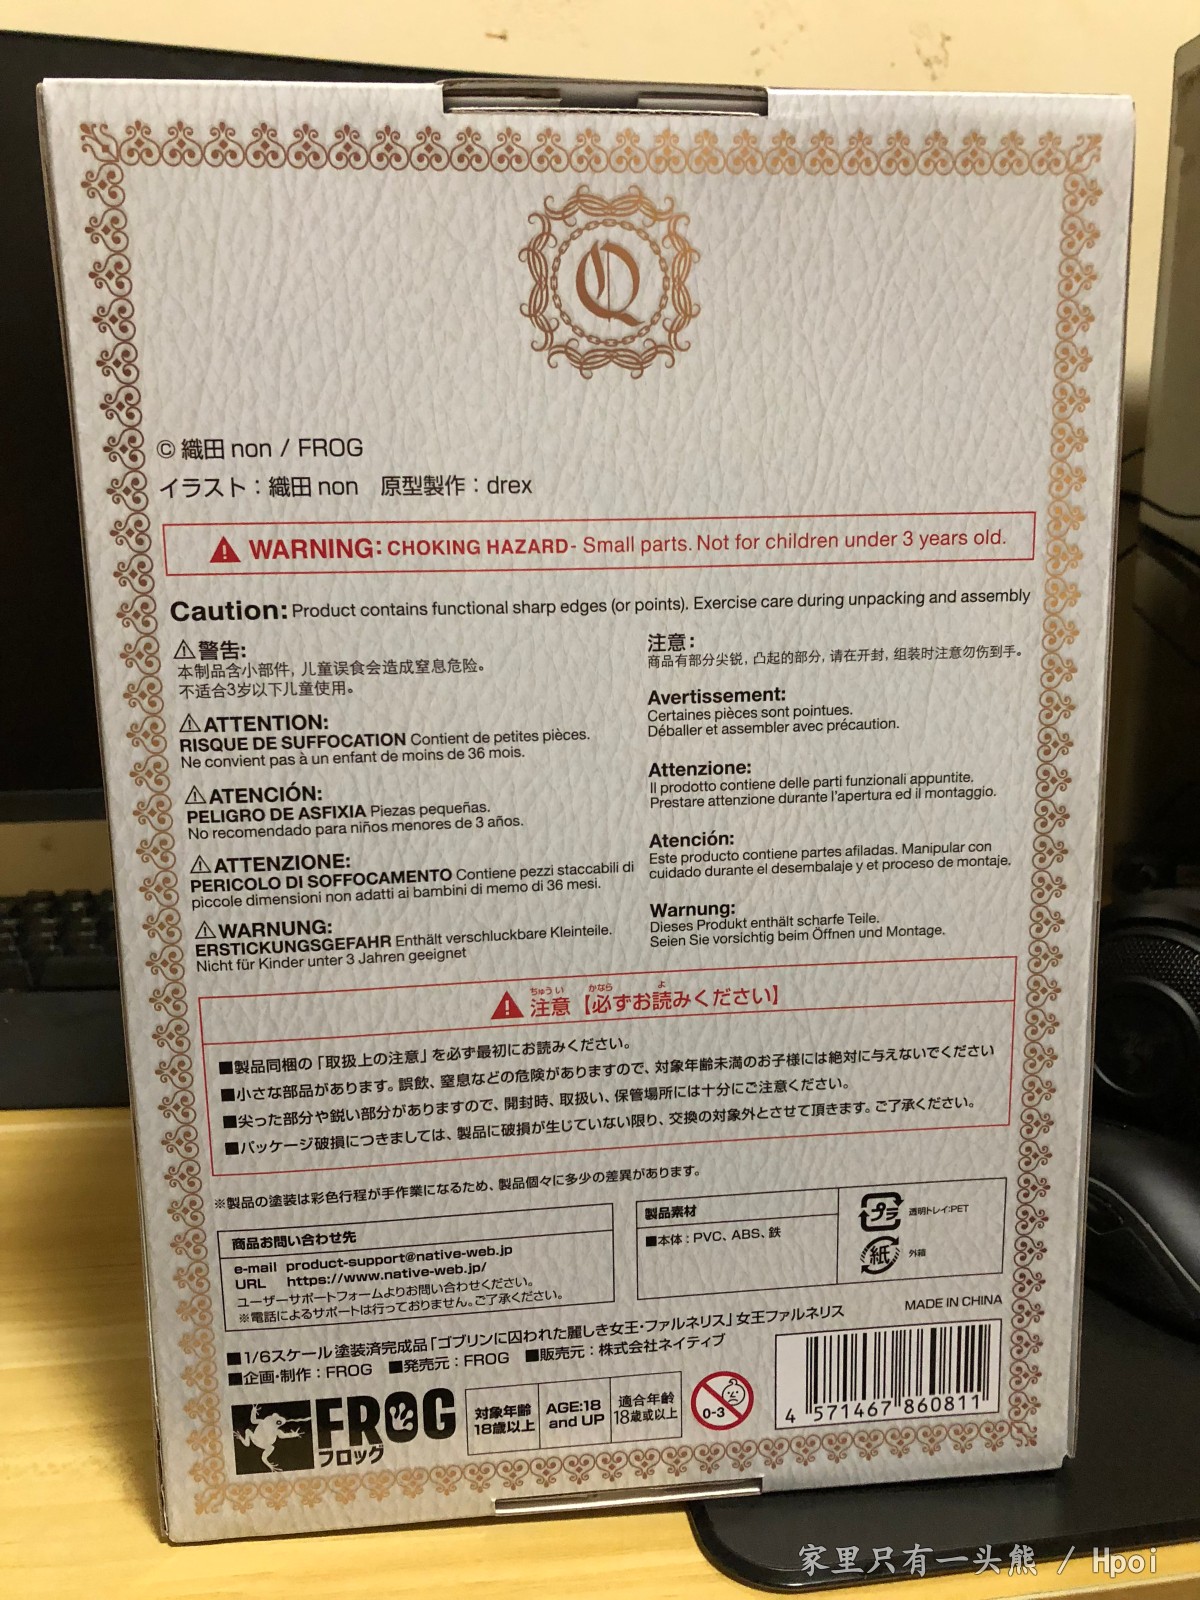 Q
© 織田 non / FROG
イラスト：織田 non　原型製作：drex
⚠ WARNING: CHOKING HAZARD- Small parts. Not for children under 3 years old.
Caution: Product contains functional sharp edges (or points). Exercise care during unpacking and assembly
⚠警告:
本制品含小部件, 儿童误食会造成窒息危险。
不适合3岁以下儿童使用。
⚠ATTENTION:
RISQUE DE SUFFOCATION Contient de petites pièces.
Ne convient pas à un enfant de moins de 36 mois.
⚠ATENCIÓN:
PELIGRO DE ASFIXIA Piezas pequeñas.
No recomendado para niños menores de 3 años.
⚠ATTENZIONE:
PERICOLO DI SOFFOCAMENTO Contiene pezzi staccabili di
piccole dimensioni non adatti ai bambini di memo di 36 mesi.
⚠WARNUNG:
ERSTICKUNGSGEFAHR Enthält verschluckbare Kleinteile.
Nicht für Kinder unter 3 Jahren geeignet
注意：
商品有部分尖锐, 凸起的部分, 请在开封, 组装时注意勿伤到手。
Avertissement:
Certaines pièces sont pointues.
Déballer et assembler avec précaution.
Attenzione:
Il prodotto contiene delle parti funzionali appuntite.
Prestare attenzione durante l'apertura ed il montaggio.
Atención:
Este producto contiene partes afiladas. Manipular con
cuidado durante el desembalaje y et proceso de montaje.
Warnung:
Dieses Produkt enthält scharfe Teile.
Seien Sie vorsichtig beim Öffnen und Montage.
ちゅうい かなら よ
⚠ 注意【必ずお読みください】
■製品同梱の「取扱上の注意」を必ず最初にお読みください。
■小さな部品があります。誤飲、窒息などの危険がありますので、対象年齢未満のお子様には絶対に与えないでください
■尖った部分や鋭い部分がありますので、開封時、取扱い、保管場所には十分にご注意ください。
■パッケージ破損につきましては、製品に破損が生じていない限り、交換の対象外とさせて頂きます。ご了承ください。
※製品の塗装は彩色行程が手作業になるため、製品個々に多少の差異があります。
商品お問い合わせ先
e-mail product-support@native-web.jp
URL https://www.native-web.jp/
ユーザーサポートフォームよりお問い合わせください。
※電話によるサポートは行っておりません。ご了承ください。
製品素材
■本体：PVC、ABS、鉄
プラ 透明トレイ:PET
紙 外箱
MADE IN CHINA
■1/6スケール塗装済完成品「ゴブリンに囚われた麗しき女王・ファルネリス」女王ファルネリス
■企画・制作：FROG ■発売元：FROG ■販売元：株式会社ネイティブ
FROG
フロッグ
対象年齢
18歳以上
AGE:18
and UP
適合年齢
18歲或以上
0-3
4 571467 860811
家里只有一头熊 / Hpoi